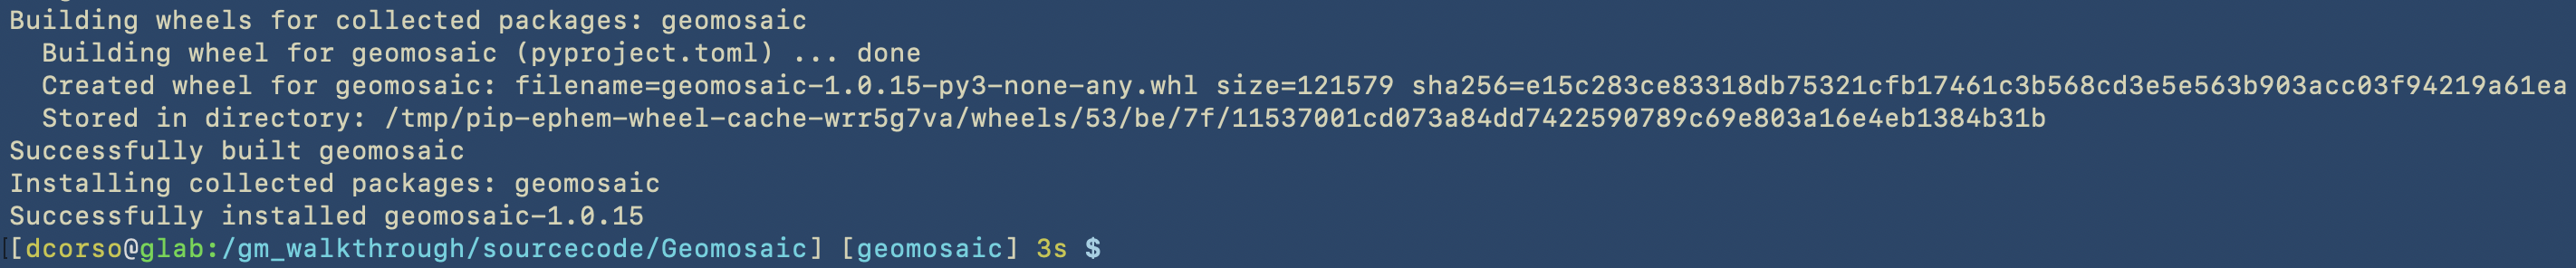 Building wheels for collected packages: geomosaic
  Building wheel for geomosaic (pyproject.toml) ... done
  Created wheel for geomosaic: filename=geomosaic-1.0.15-py3-none-any.whl size=121579 sha256=e15c283ce83318db75321cfb17461c3b568cd3e5e563b903acc03f94219a61ea
  Stored in directory: /tmp/pip-ephem-wheel-cache-wrr5g7va/wheels/53/be/7f/11537001cd073a84dd7422590789c69e803a16e4eb1384b31b
Successfully built geomosaic
Installing collected packages: geomosaic
Successfully installed geomosaic-1.0.15
[[dcorso@glab:/gm_walkthrough/sourcecode/Geomosaic] [geomosaic] 3s $